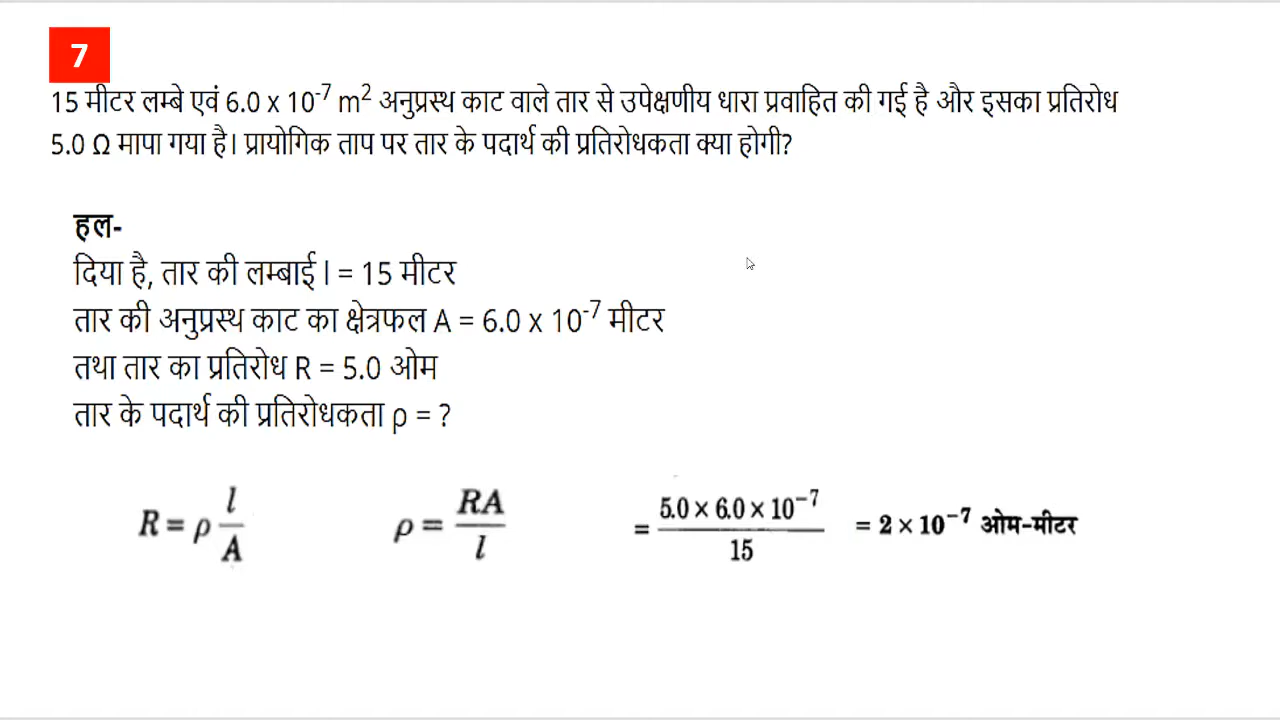 7
15 मीटर लम्बे एवं 6.0 x 10⁻⁷ m² अनुप्रस्थ काट वाले तार से उपेक्षणीय धारा प्रवाहित की गई है और इसका प्रतिरोध
5.0 Ω मापा गया है। प्रायोगिक ताप पर तार के पदार्थ की प्रतिरोधकता क्या होगी?
हल-
दिया है, तार की लम्बाई l = 15 मीटर
तार की अनुप्रस्थ काट का क्षेत्रफल A = 6.0 x 10⁻⁷ मीटर
तथा तार का प्रतिरोध R = 5.0 ओम
तार के पदार्थ की प्रतिरोधकता ρ = ?
R = ρ l/A ρ = RA/l = 5.0 × 6.0 × 10⁻⁷/15 = 2 × 10⁻⁷ ओम-मीटर